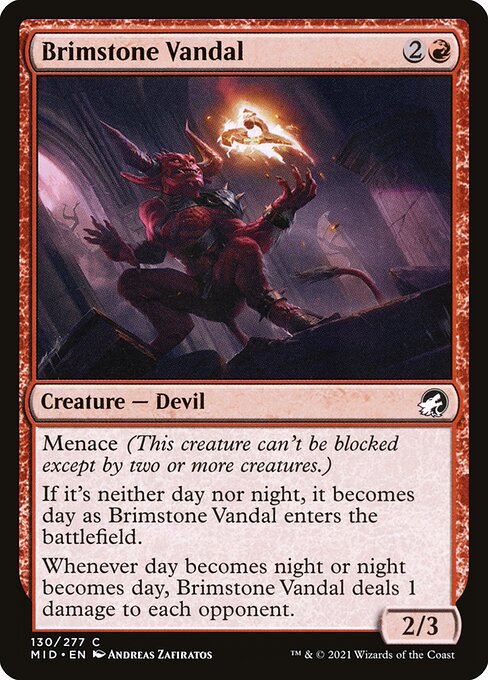 Brimstone Vandal 2
Creature — Devil
Menace (This creature can't be blocked
except by two or more creatures.)
If it's neither day nor night, it becomes
day as Brimstone Vandal enters the
battlefield.
Whenever day becomes night or night
becomes day, Brimstone Vandal deals 1
damage to each opponent.
2/3
130/277 C
MID • EN Andreas Zafiratos
™ & © 2021 Wizards of the Coast